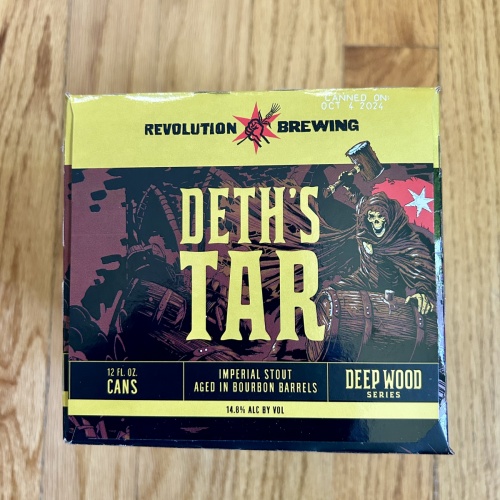 CANNED ON:
OCT 4 2024
REVOLUTION BREWING
DETH'S
TAR
12 FL. OZ.
CANS
IMPERIAL STOUT
AGED IN BOURBON BARRELS
DEEP WOOD
SERIES
14.8% ALC BY VOL